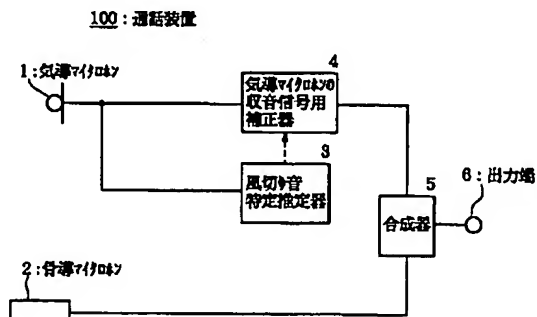 100：通話装置
1：気導マイクロホン
4
気導マイクロホンの
収音信号用
補正器
3
風切り音
特定推定器
5
合成器
6：出力端
2：骨導マイクロホン